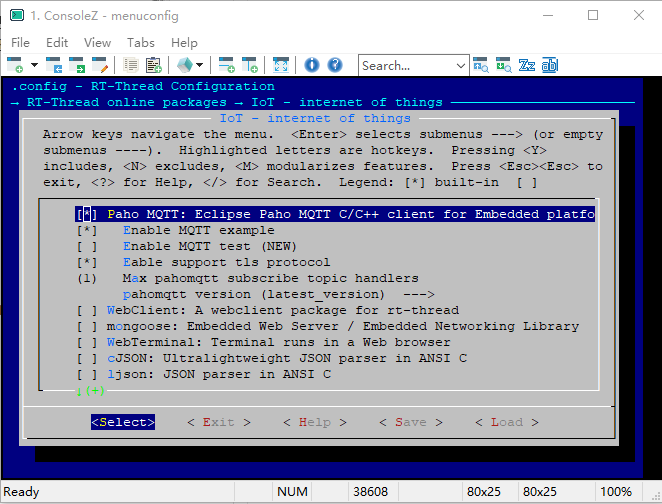 1. ConsoleZ - menuconfig
File Edit View Tabs Help
Search...
.config - RT-Thread Configuration
→ RT-Thread online packages → IoT - internet of things
IoT - internet of things
Arrow keys navigate the menu. <Enter> selects submenus ---> (or empty
submenus ----). Highlighted letters are hotkeys. Pressing <Y>
includes, <N> excludes, <M> modularizes features. Press <Esc><Esc> to
exit, <?> for Help, </> for Search. Legend: [*] built-in [ ]
[*] Paho MQTT: Eclipse Paho MQTT C/C++ client for Embedded platfo
[*] Enable MQTT example
[ ] Enable MQTT test (NEW)
[*] Eable support tls protocol
(1) Max pahomqtt subscribe topic handlers
pahomqtt version (latest_version) --->
[ ] WebClient: A webclient package for rt-thread
[ ] mongoose: Embedded Web Server / Embedded Networking Library
[ ] WebTerminal: Terminal runs in a Web browser
[ ] cJSON: Ultralightweight JSON parser in ANSI C
[ ] ljson: JSON parser in ANSI C
↓(+)
<Select> < Exit > < Help > < Save > < Load >
Ready NUM 38608 80x25 80x25 100%